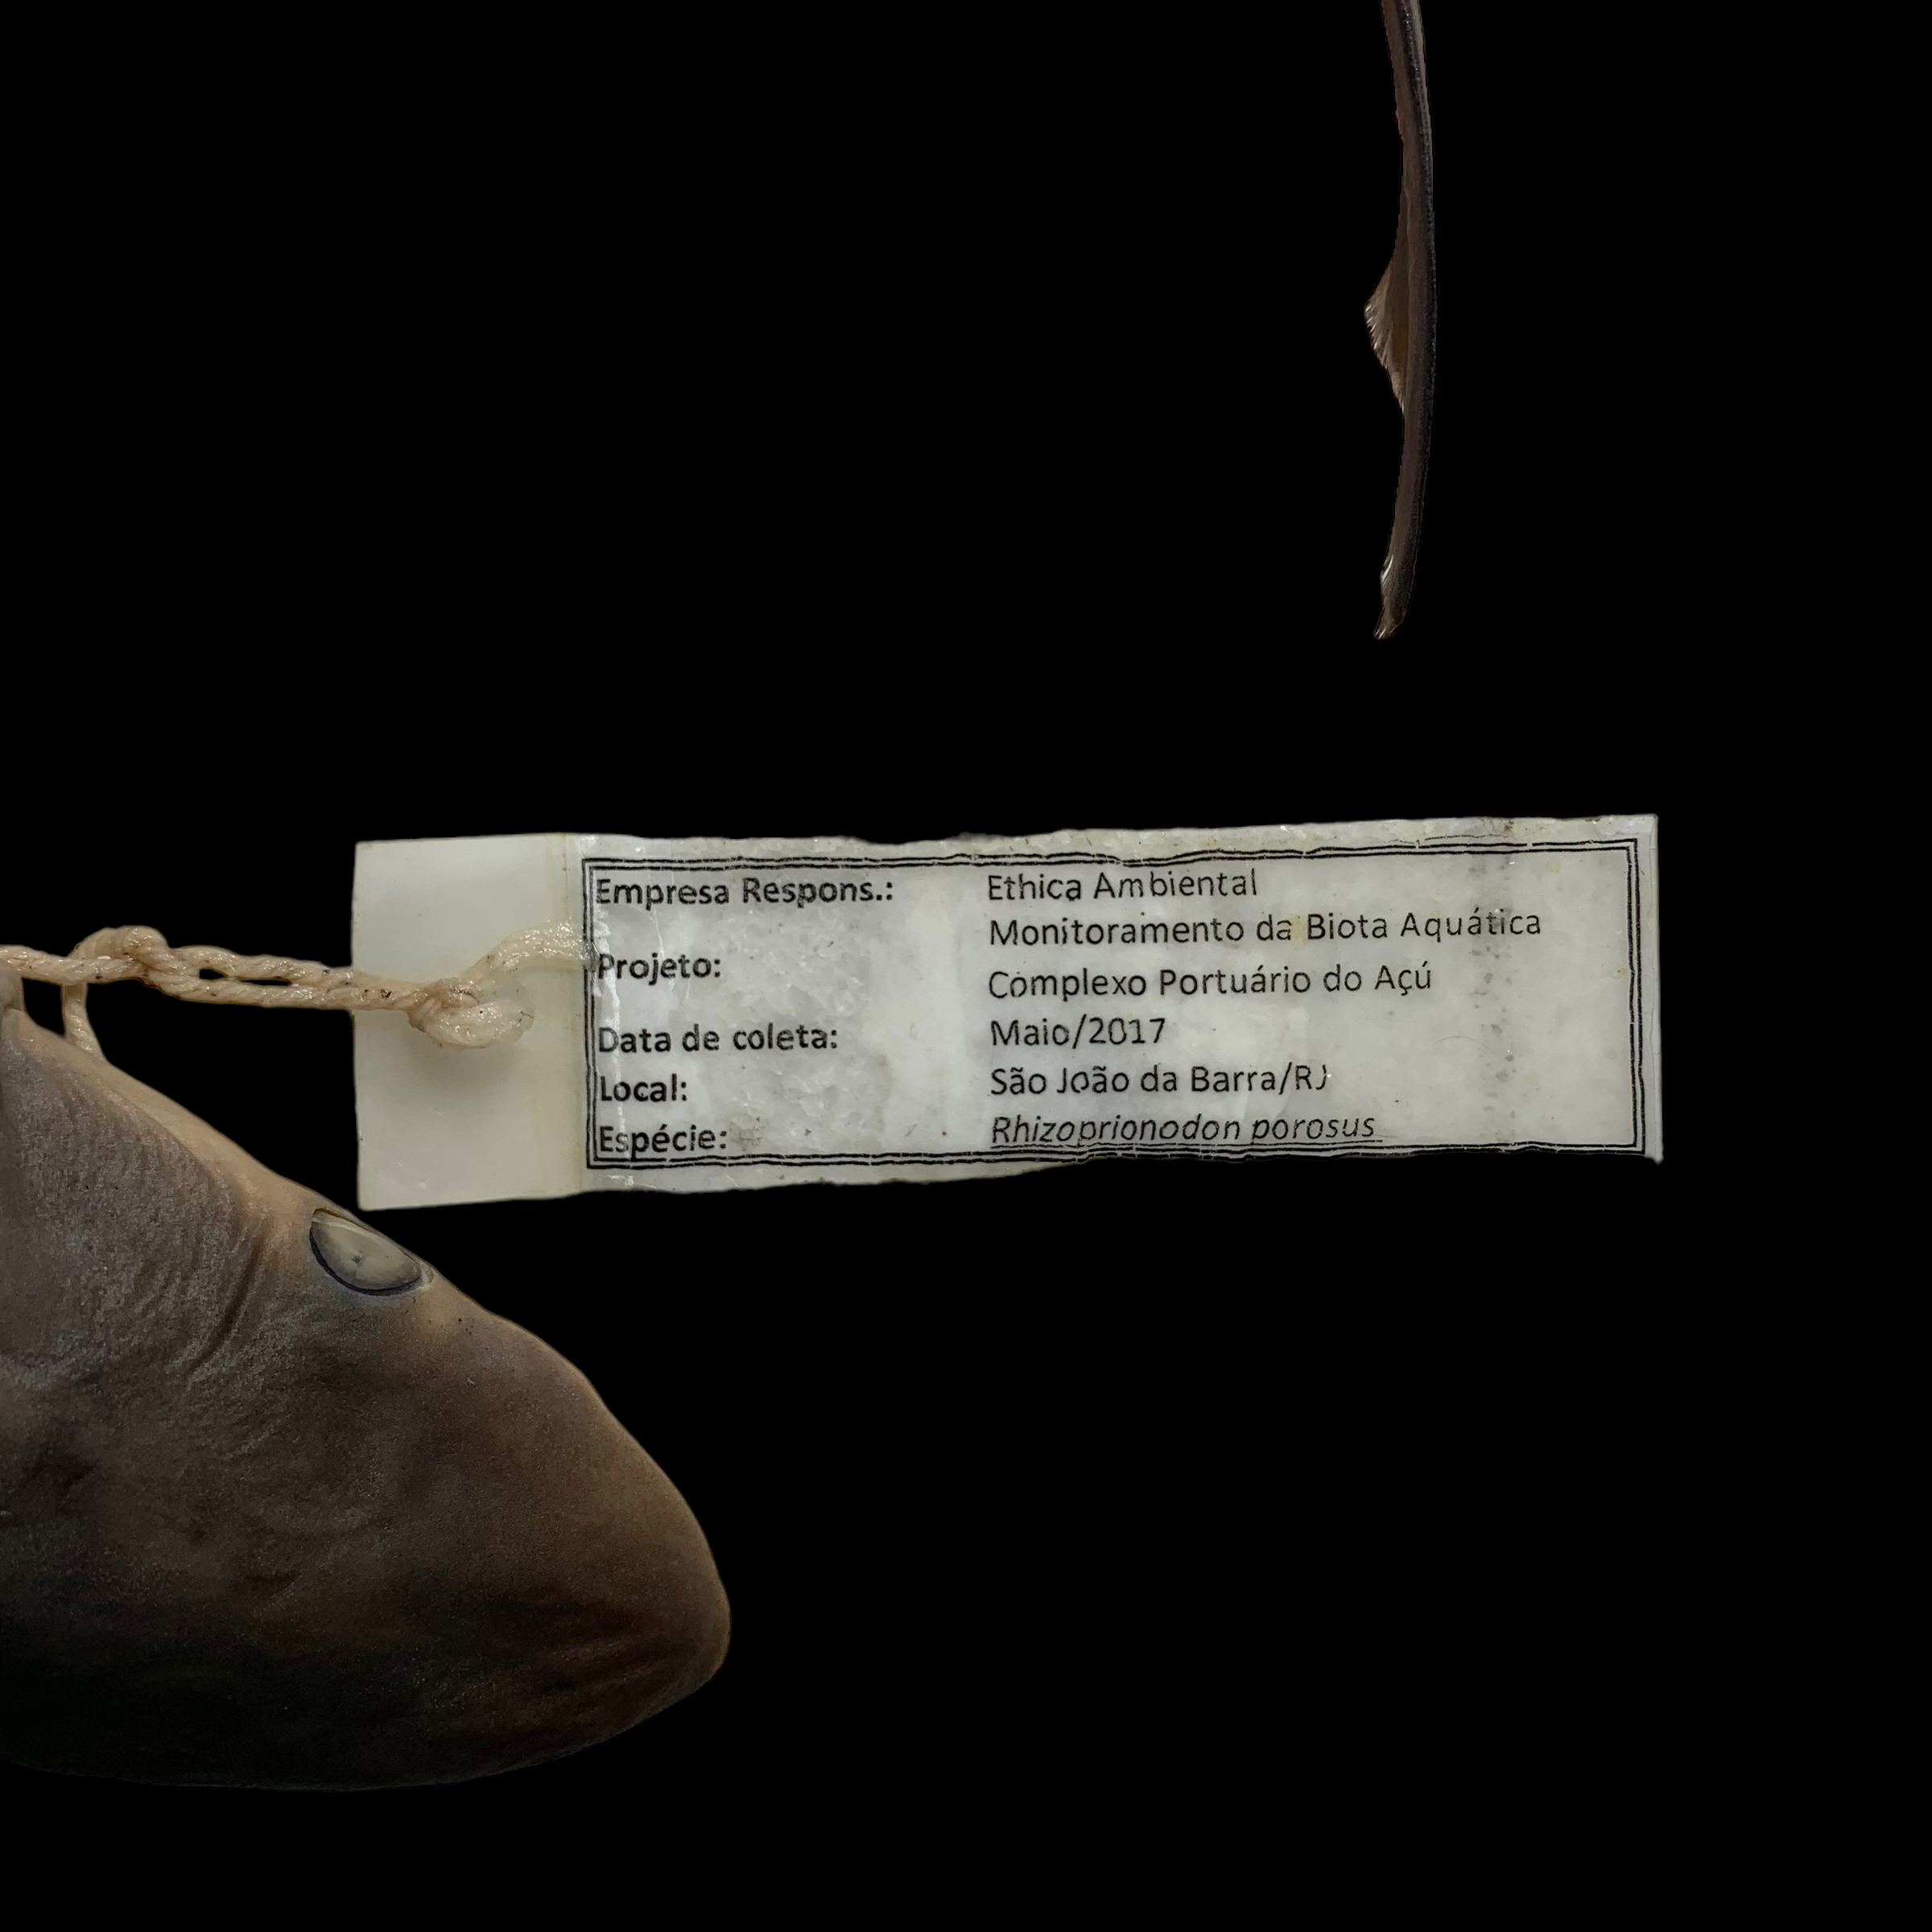 Empresa Respons.: Ethica Ambiental
Monitoramento da Biota Aquática
Projeto:
Complexo Portuário do Açú
Data de coleta: Maio/2017
Local: São João da Barra/RJ
Espécie: Rhizoprionodon porosus